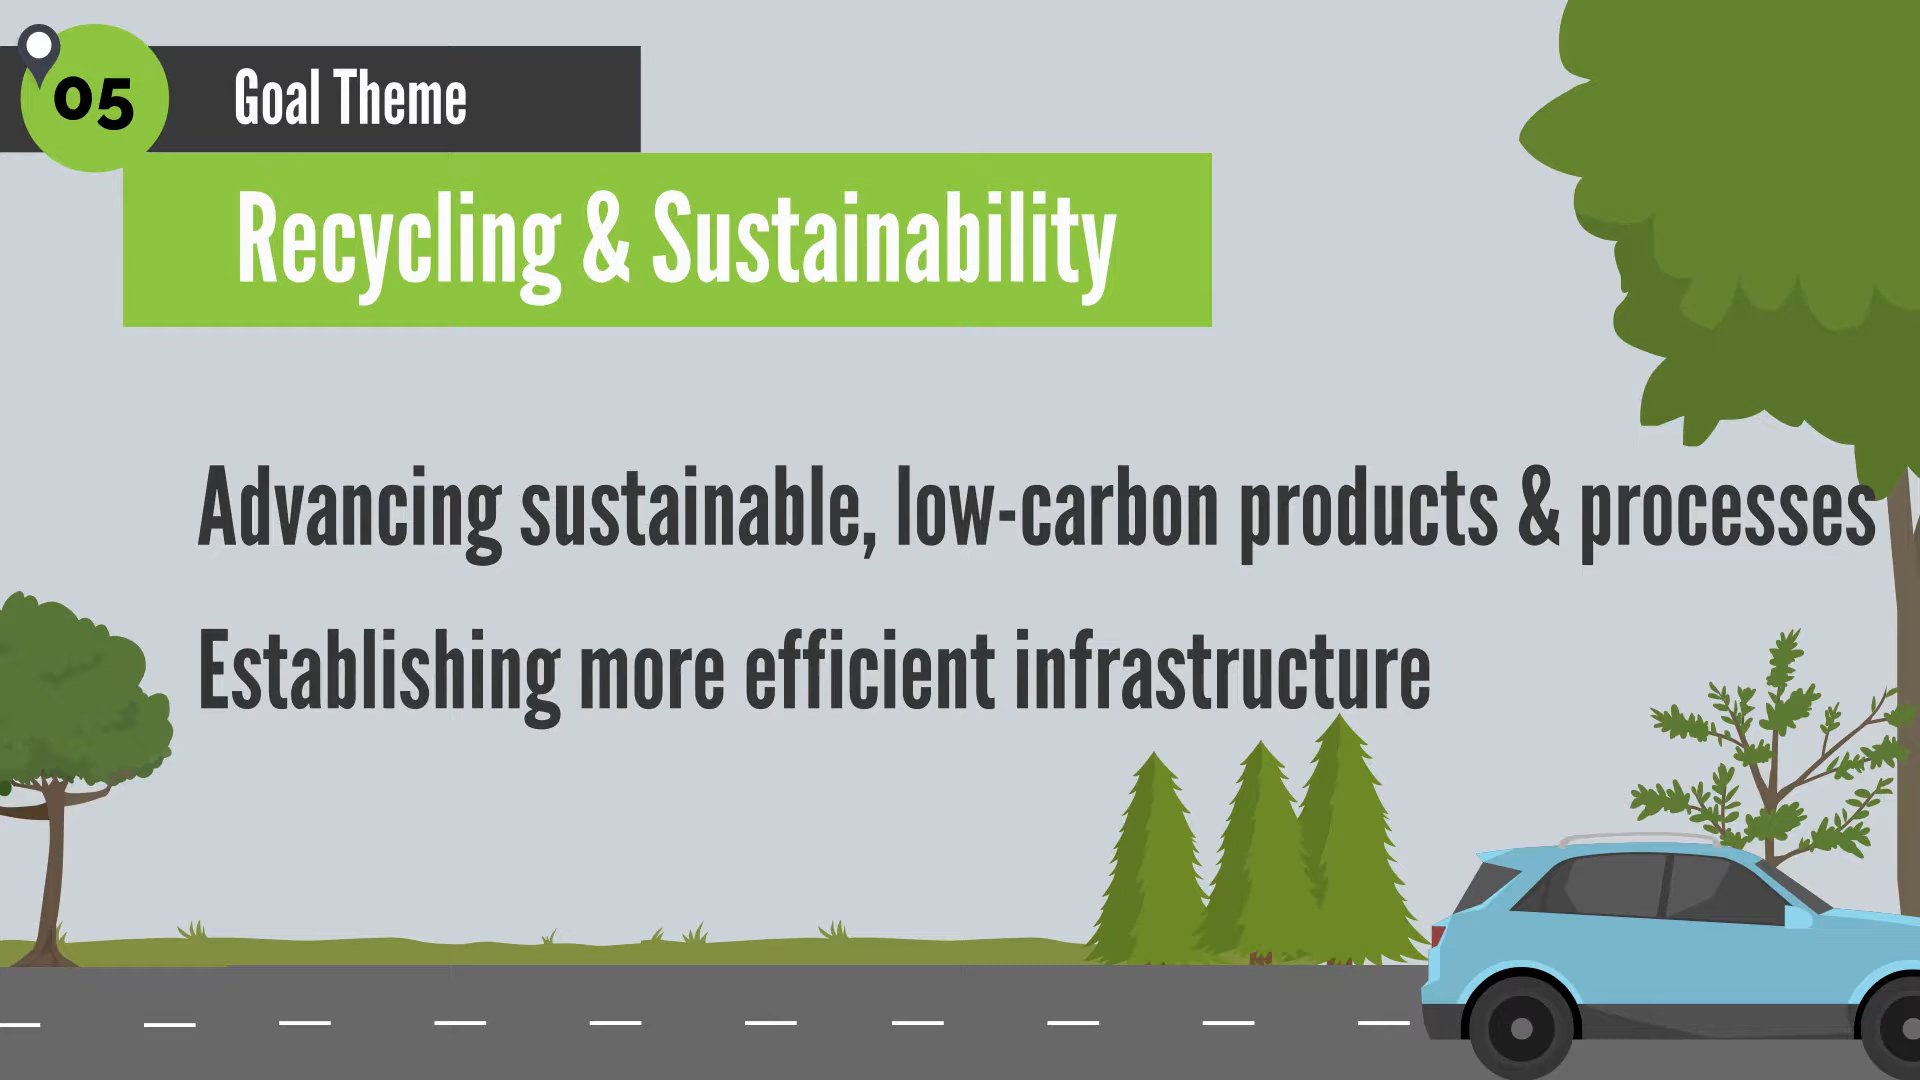 05
Goal Theme
Recycling & Sustainability
Advancing sustainable, low-carbon products & processes
Establishing more efficient infrastructure